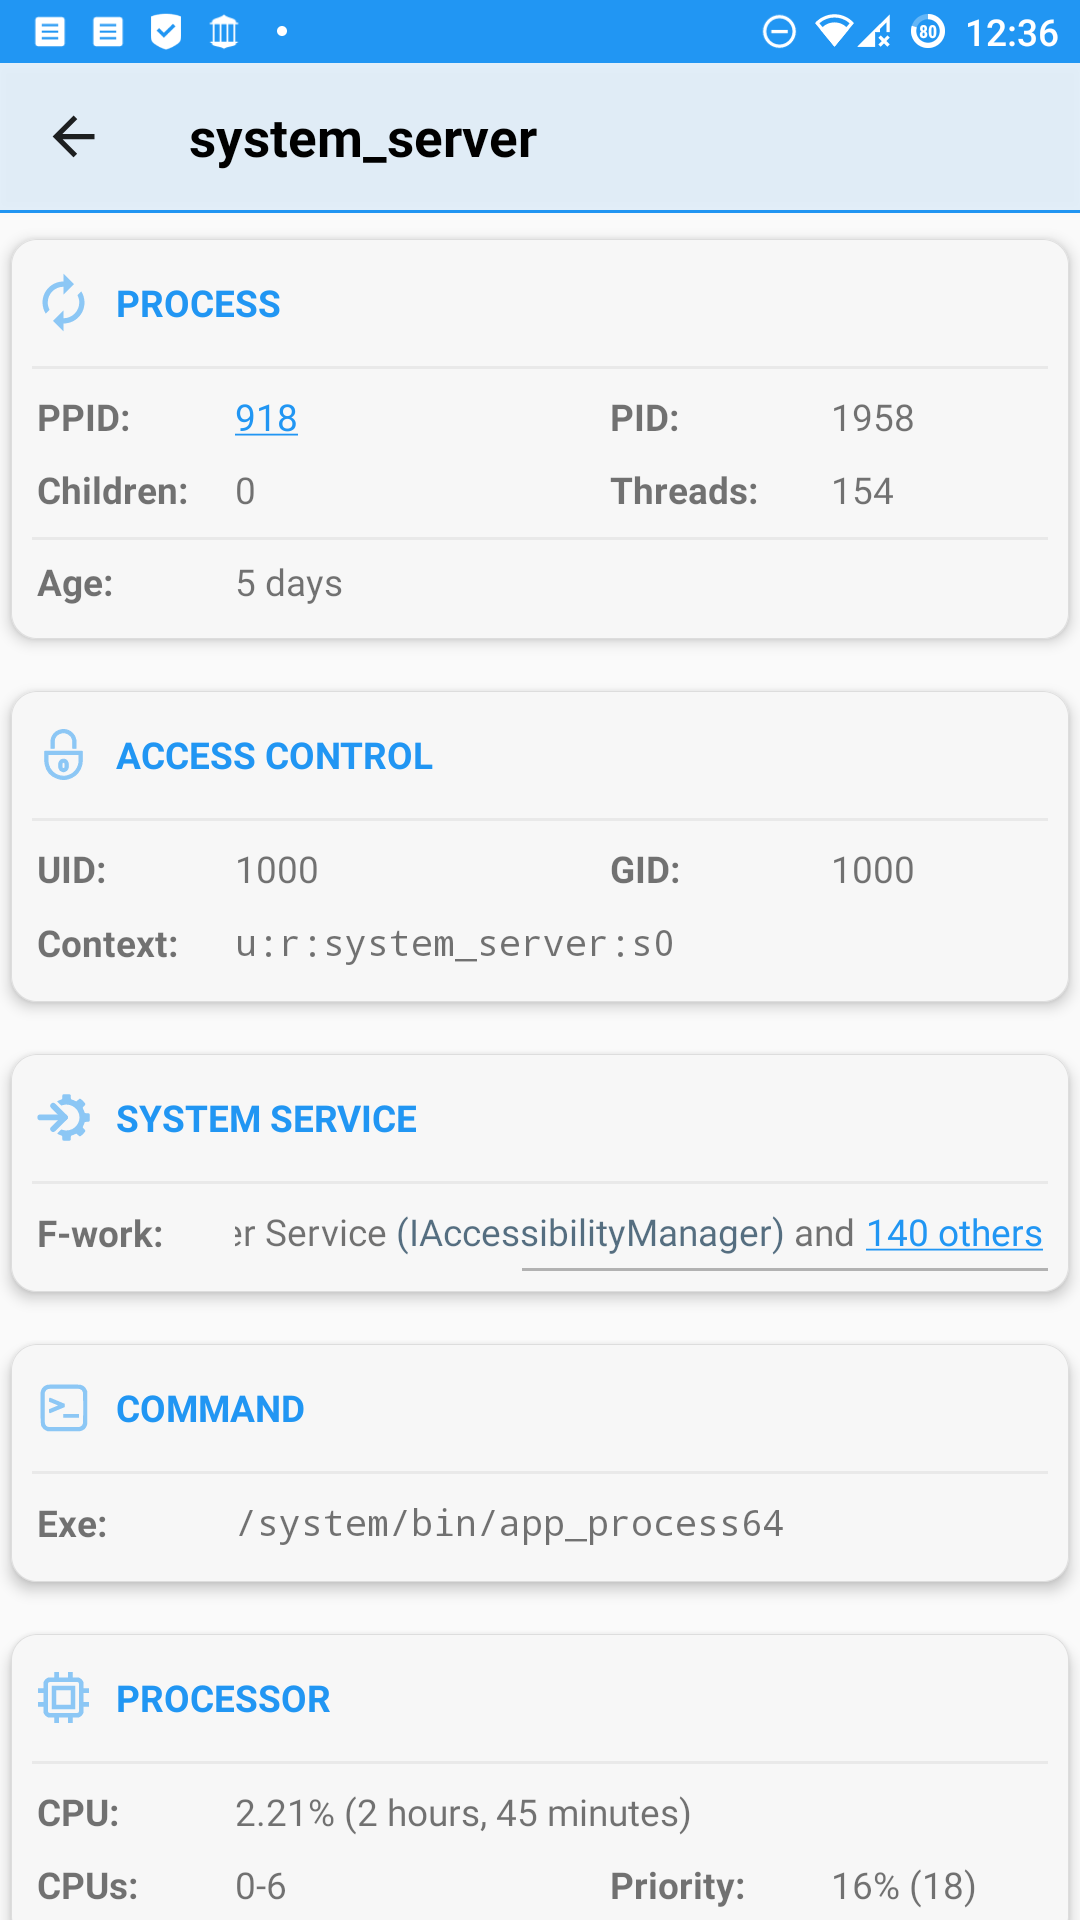 80 12:36
system_server
PROCESS
PPID: 918 PID: 1958
Children: 0 Threads: 154
Age: 5 days
ACCESS CONTROL
UID: 1000 GID: 1000
Context: u:r:system_server:s0
SYSTEM SERVICE
F-work: er Service (IAccessibilityManager) and 140 others
COMMAND
Exe: /system/bin/app_process64
PROCESSOR
CPU: 2.21% (2 hours, 45 minutes)
CPUs: 0-6 Priority: 16% (18)